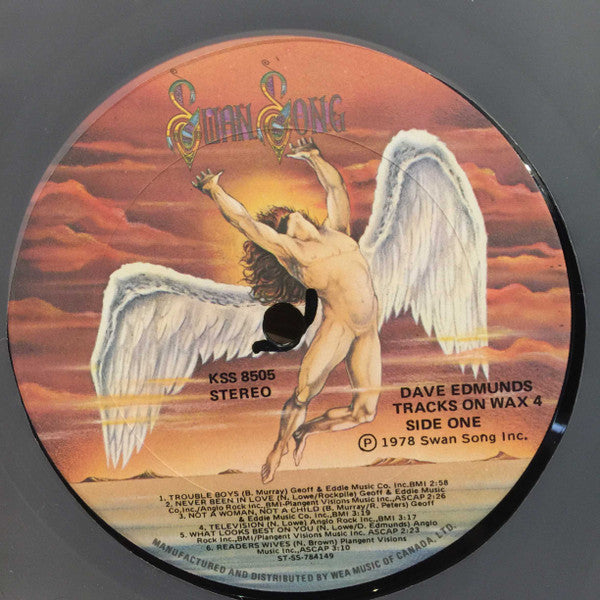 Swan Song
KSS 8505
STEREO
DAVE EDMUNDS
TRACKS ON WAX 4
SIDE ONE
Ⓟ 1978 Swan Song Inc.
1. TROUBLE BOYS (B. Murray) Geoff & Eddie Music Co. Inc.BMI 2:58
2. NEVER BEEN IN LOVE (N. Lowe/Rockpile) Geoff & Eddie Music
Co.Inc./Anglo Rock Inc.,BMI-Plangent Visions Music Inc.,ASCAP 2:26
3. NOT A WOMAN, NOT A CHILD (B. Murray/R. Peters) Geoff
& Eddie Music Co. Inc.,BMI 3:19
4. TELEVISION (N. Lowe) Anglo Rock Inc. BMI 3:17
5. WHAT LOOKS BEST ON YOU (N. Lowe/D. Edmunds) Anglo
Rock Inc.,BMI/Plangent Visions Music Inc.,ASCAP 2:23
6. READERS WIVES (N. Brown) Plangent Visions
Music Inc.,ASCAP 3:10
ST-SS-784149
MANUFACTURED AND DISTRIBUTED BY WEA MUSIC OF CANADA, LTD.